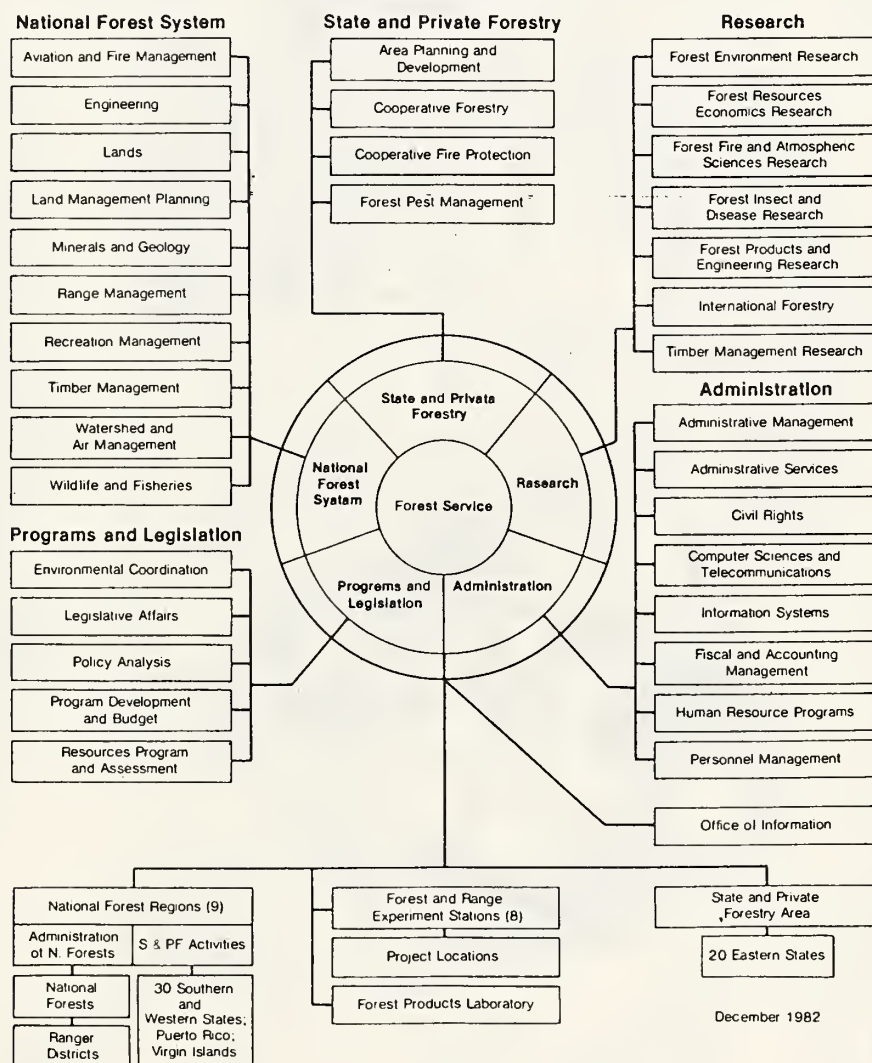 National Forest System
Aviation and Fire Management
Engineering
Lands
Land Management Planning
Minerals and Geology
Range Management
Recreation Management
Timber Management
Watershed and
Air Management
Wildlife and Fisheries
State and Private Forestry
Area Planning and
Development
Cooperative Forestry
Cooperative Fire Protection
Forest Pest Management
Research
Forest Environment Research
Forest Resources
Economics Research
Forest Fire and Atmospheric
Sciences Research
Forest Insect and
Disease Research
Forest Products and
Engineering Research
International Forestry
Timber Management Research
Administration
Administrative Management
Administrative Services
Civil Rights
Computer Sciences and
Telecommunications
Information Systems
Fiscal and Accounting
Management
Human Resource Programs
Personnel Management
Office of Information
Programs and Legislation
Environmental Coordination
Legislative Affairs
Policy Analysis
Program Development
and Budget
Resources Program
and Assessment
State and Private
Forestry
National
Forest
System
Forest Service
Research
Programs and
Legislation
Administration
National Forest Regions (9)
Administration
of N. Forests
S & PF Activities
National
Forests
Ranger
Districts
30 Southern
and
Western States;
Puerto Rico;
Virgin Islands
Forest and Range
Experiment Stations (8)
Project Locations
Forest Products Laboratory
State and Private
Forestry Area
20 Eastern States
December 1982